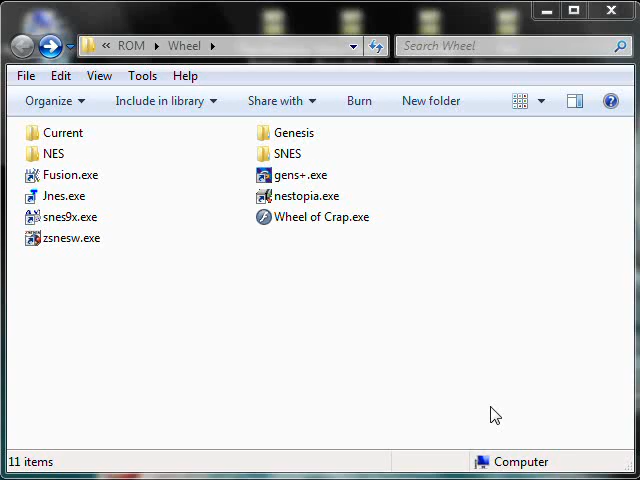 « ROM Wheel Search Wheel
File Edit View Tools Help
Organize Include in library Share with Burn New folder
Current Genesis
NES SNES
Fusion.exe gens+.exe
Jnes.exe nestopia.exe
snes9x.exe Wheel of Crap.exe
zsnesw.exe
11 items Computer